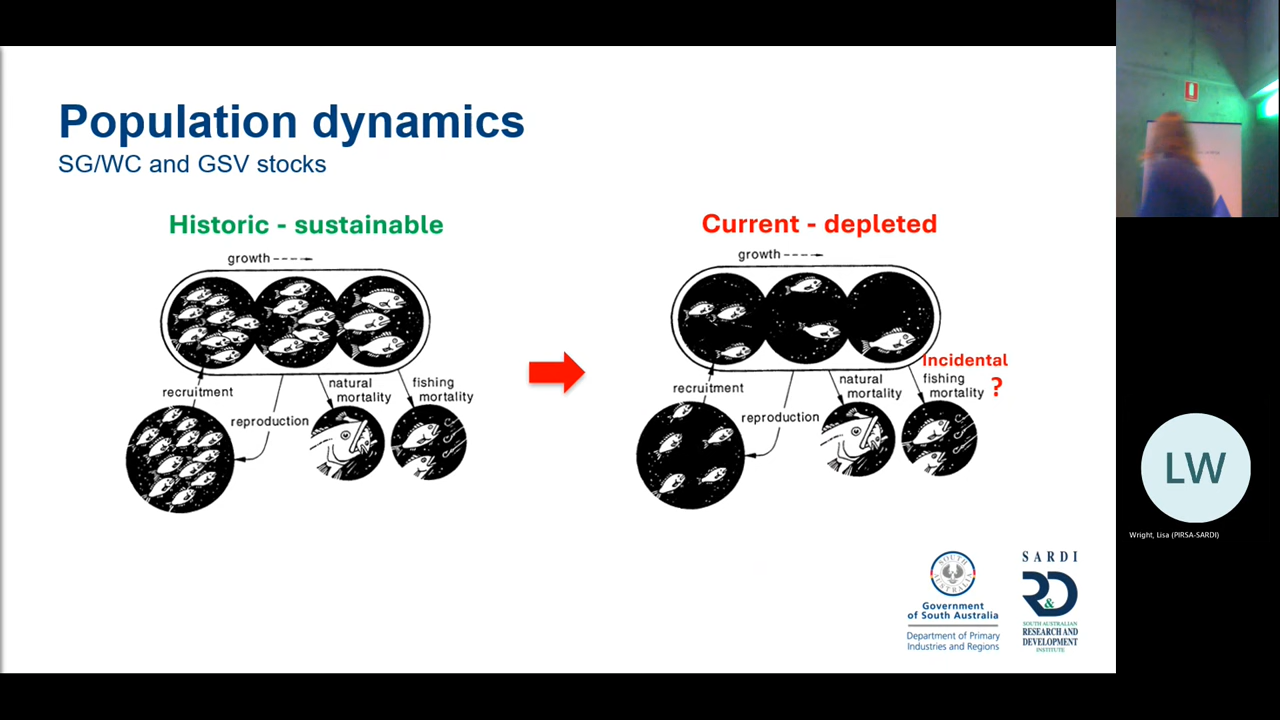 Population dynamics
SG/WC and GSV stocks
Historic - sustainable
growth
recruitment
reproduction
natural
mortality
fishing
mortality
Current - depleted
growth
recruitment
reproduction
natural
mortality
Incidental
fishing
mortality ?
SOUTH
AUSTRALIA
Government
of South Australia
Department of Primary
Industries and Regions
SARDI
R&D
SOUTH AUSTRALIAN
RESEARCH AND
DEVELOPMENT
INSTITUTE
LW
Wright, Lisa (PIRSA-SARDI)